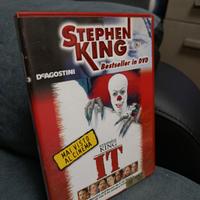 STEPHEN
KING
Bestseller in DVD
DeAGOSTINI
MAI VISTO
AL CINEMA
STEPHEN
KING
IT